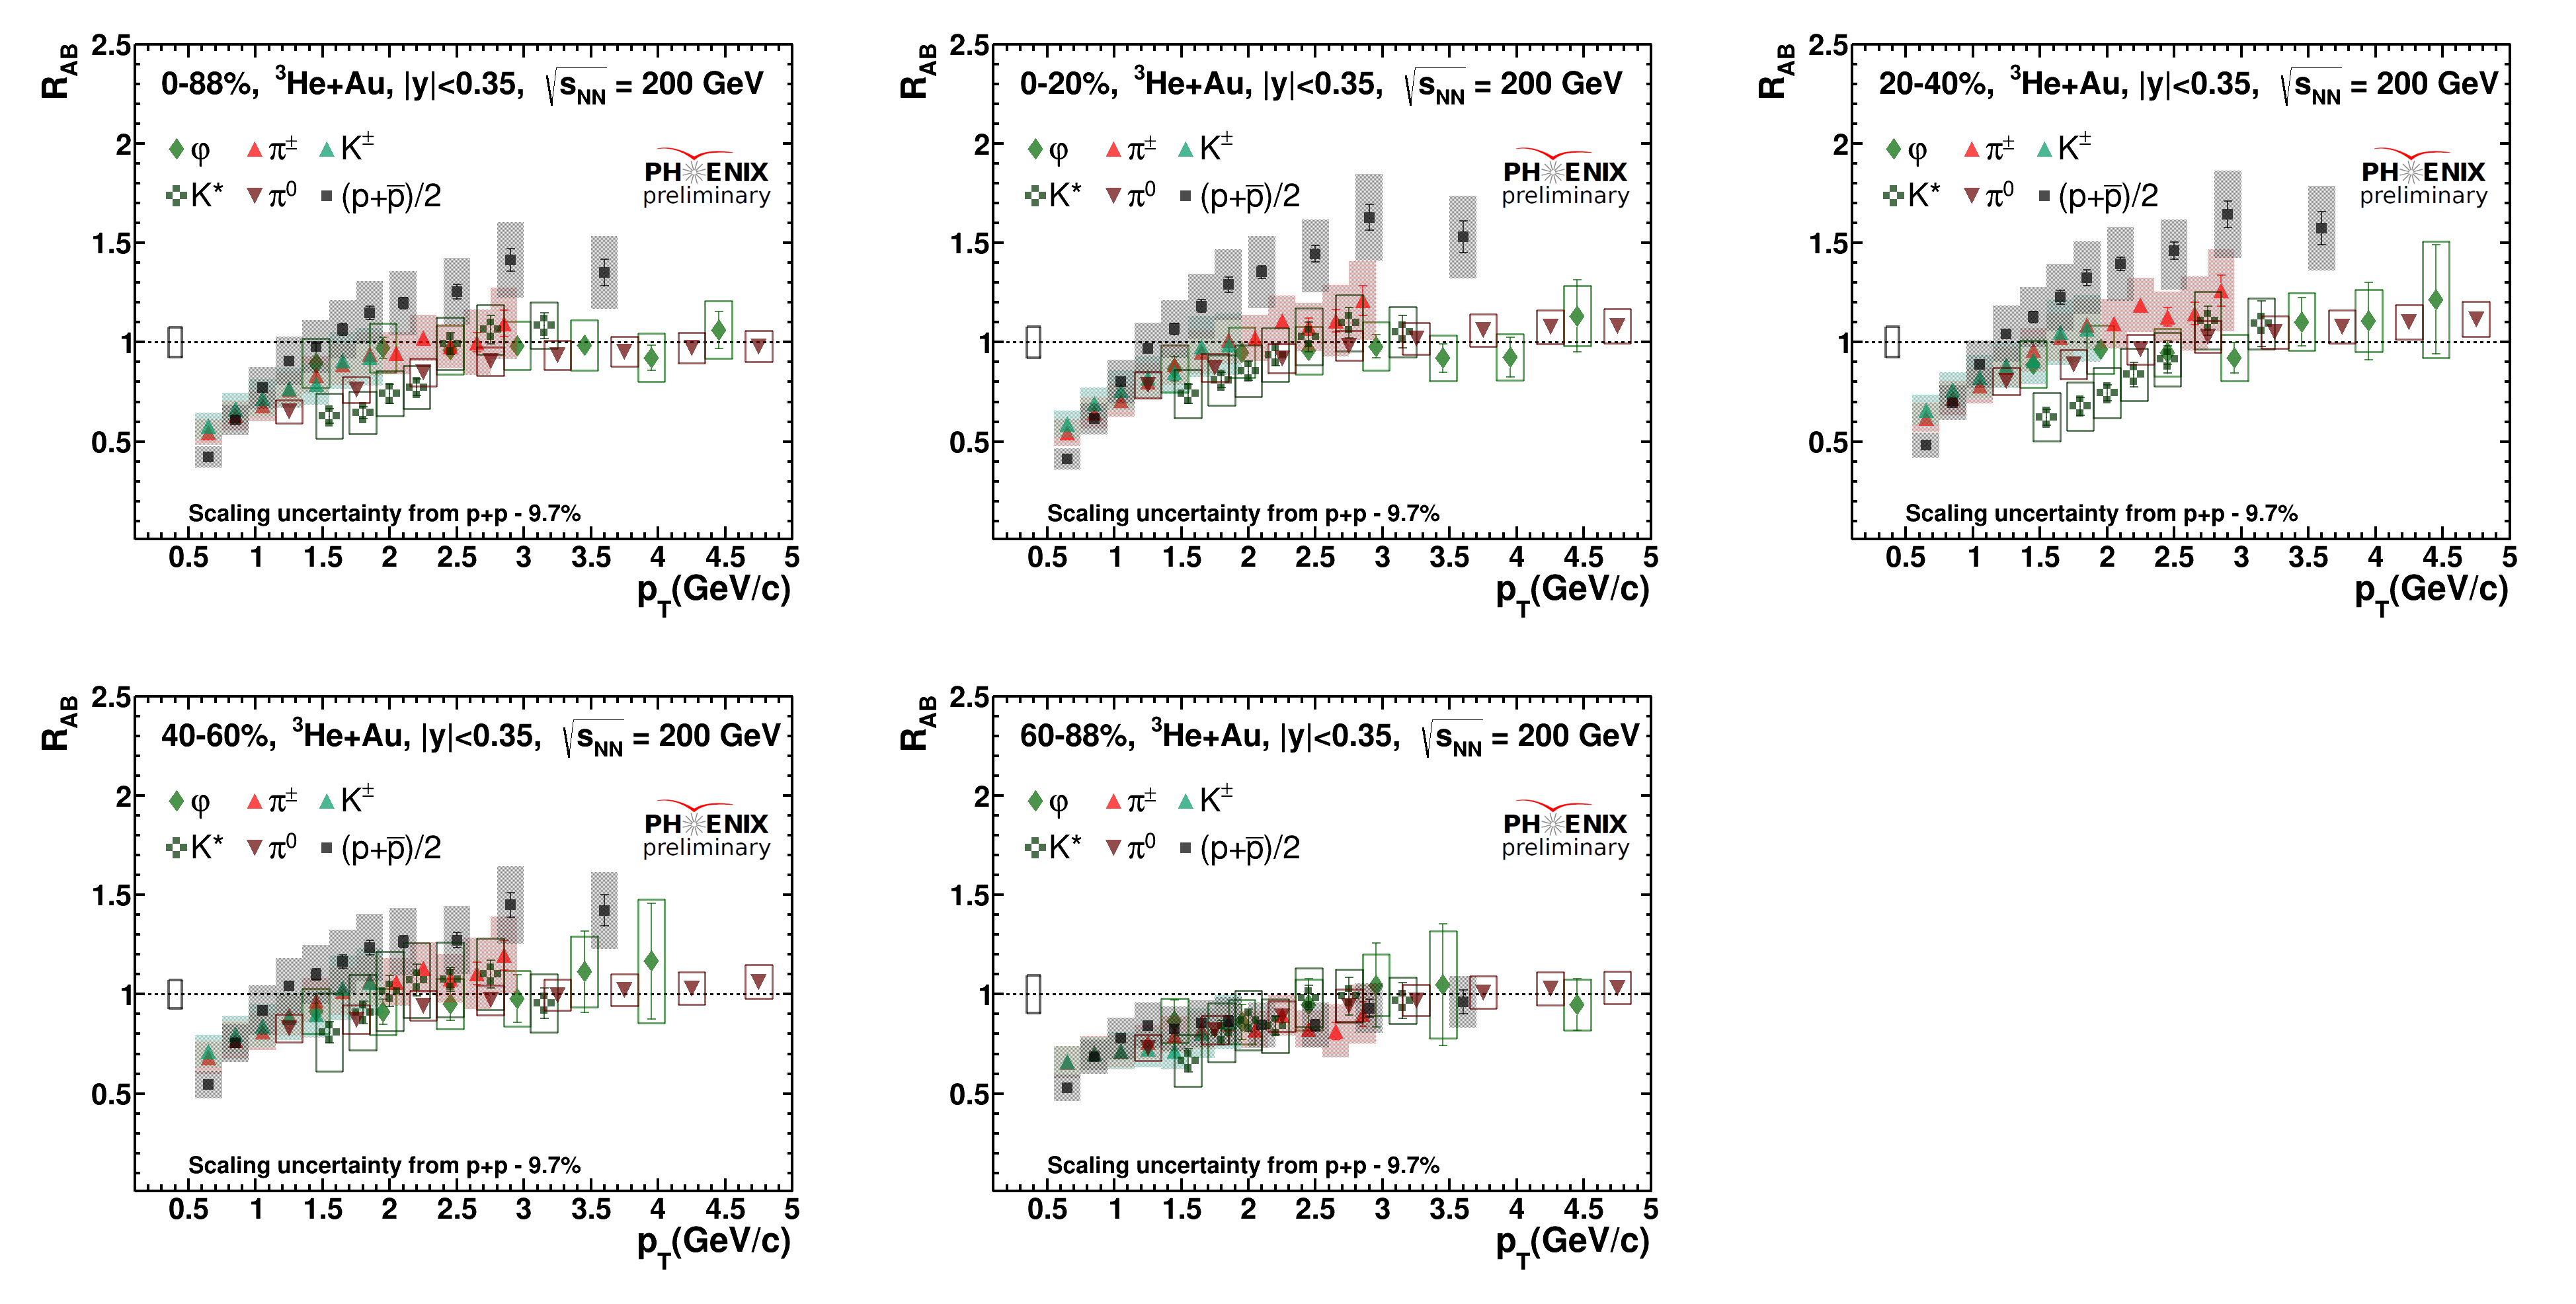 R_AB
2.5
2
1.5
1
0.5
0-88%, ³He+Au, |y|<0.35, √s_NN = 200 GeV
φ π± K±
K* π⁰ (p+p̅)/2
PHENIX
preliminary
Scaling uncertainty from p+p - 9.7%
0.5 1 1.5 2 2.5 3 3.5 4 4.5 5
p_T(GeV/c)
R_AB
2.5
2
1.5
1
0.5
0-20%, ³He+Au, |y|<0.35, √s_NN = 200 GeV
φ π± K±
K* π⁰ (p+p̅)/2
PHENIX
preliminary
Scaling uncertainty from p+p - 9.7%
0.5 1 1.5 2 2.5 3 3.5 4 4.5 5
p_T(GeV/c)
R_AB
2.5
2
1.5
1
0.5
20-40%, ³He+Au, |y|<0.35, √s_NN = 200 GeV
φ π± K±
K* π⁰ (p+p̅)/2
PHENIX
preliminary
Scaling uncertainty from p+p - 9.7%
0.5 1 1.5 2 2.5 3 3.5 4 4.5 5
p_T(GeV/c)
R_AB
2.5
2
1.5
1
0.5
40-60%, ³He+Au, |y|<0.35, √s_NN = 200 GeV
φ π± K±
K* π⁰ (p+p̅)/2
PHENIX
preliminary
Scaling uncertainty from p+p - 9.7%
0.5 1 1.5 2 2.5 3 3.5 4 4.5 5
p_T(GeV/c)
R_AB
2.5
2
1.5
1
0.5
60-88%, ³He+Au, |y|<0.35, √s_NN = 200 GeV
φ π± K±
K* π⁰ (p+p̅)/2
PHENIX
preliminary
Scaling uncertainty from p+p - 9.7%
0.5 1 1.5 2 2.5 3 3.5 4 4.5 5
p_T(GeV/c)